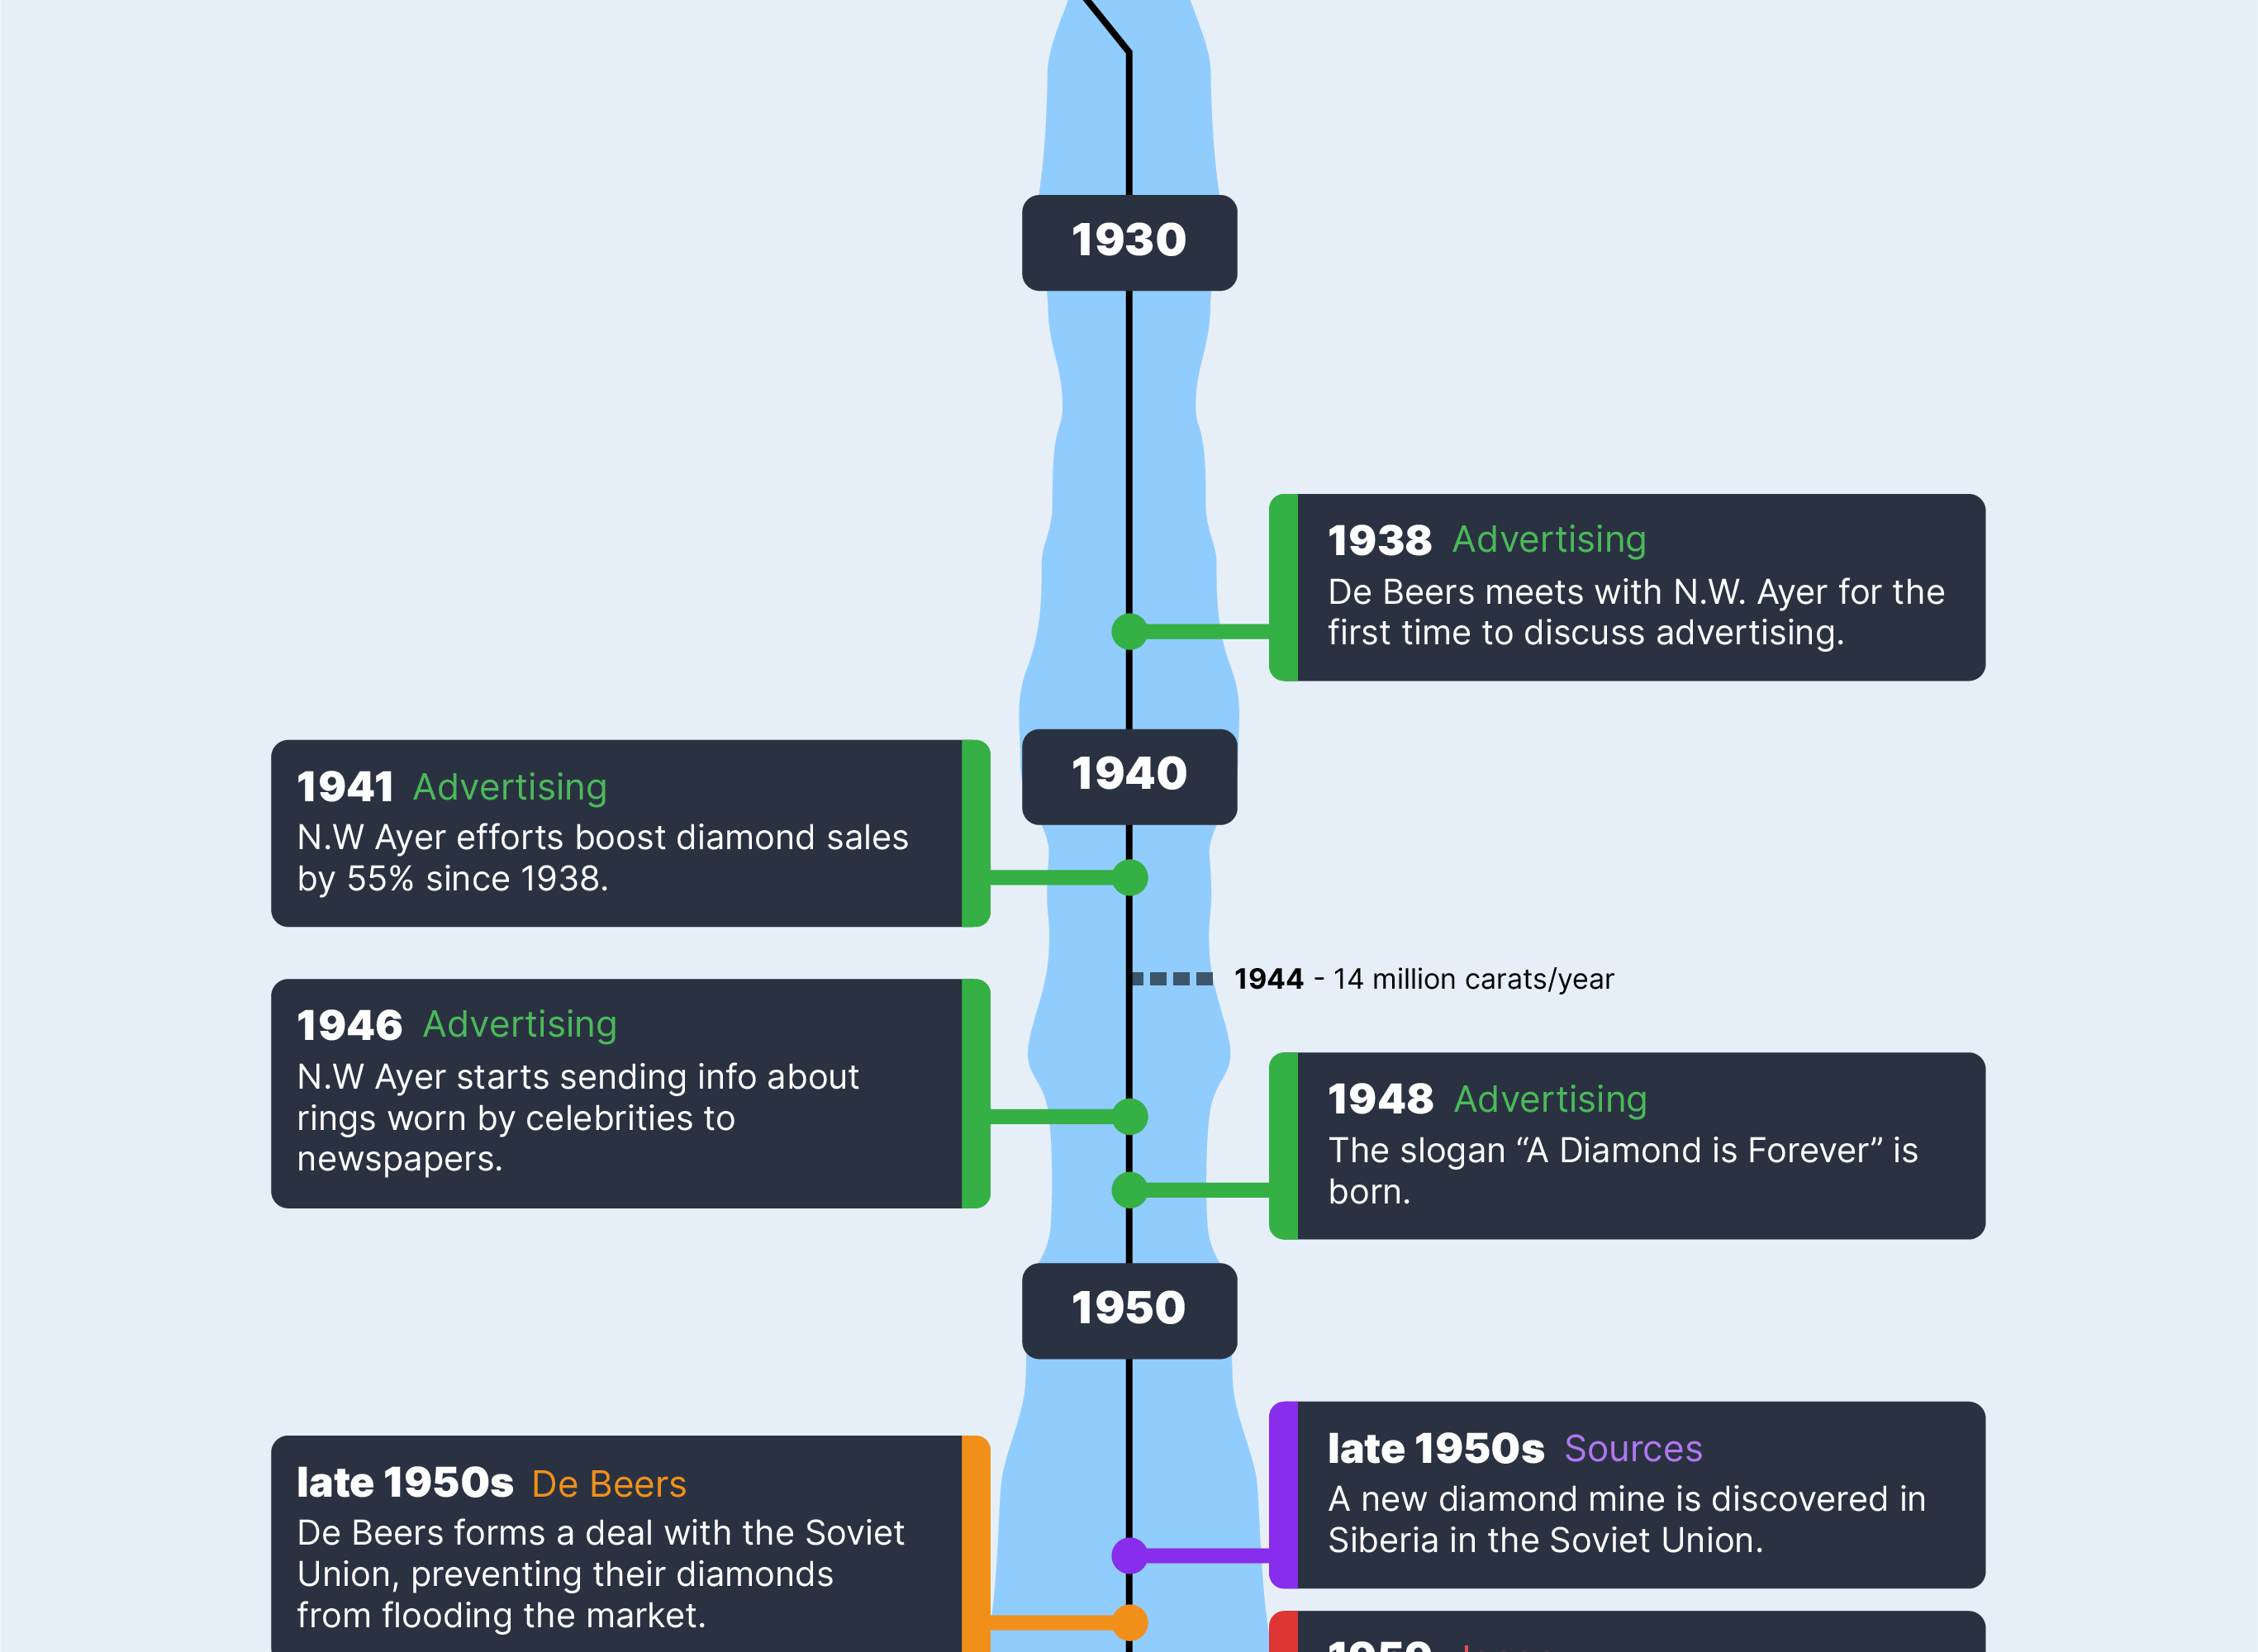 1930
1938 Advertising
De Beers meets with N.W. Ayer for the
first time to discuss advertising.
1940
1941 Advertising
N.W Ayer efforts boost diamond sales
by 55% since 1938.
1944 - 14 million carats/year
1946 Advertising
N.W Ayer starts sending info about
rings worn by celebrities to
newspapers.
1948 Advertising
The slogan “A Diamond is Forever” is
born.
1950
late 1950s Sources
A new diamond mine is discovered in
Siberia in the Soviet Union.
late 1950s De Beers
De Beers forms a deal with the Soviet
Union, preventing their diamonds
from flooding the market.
1959